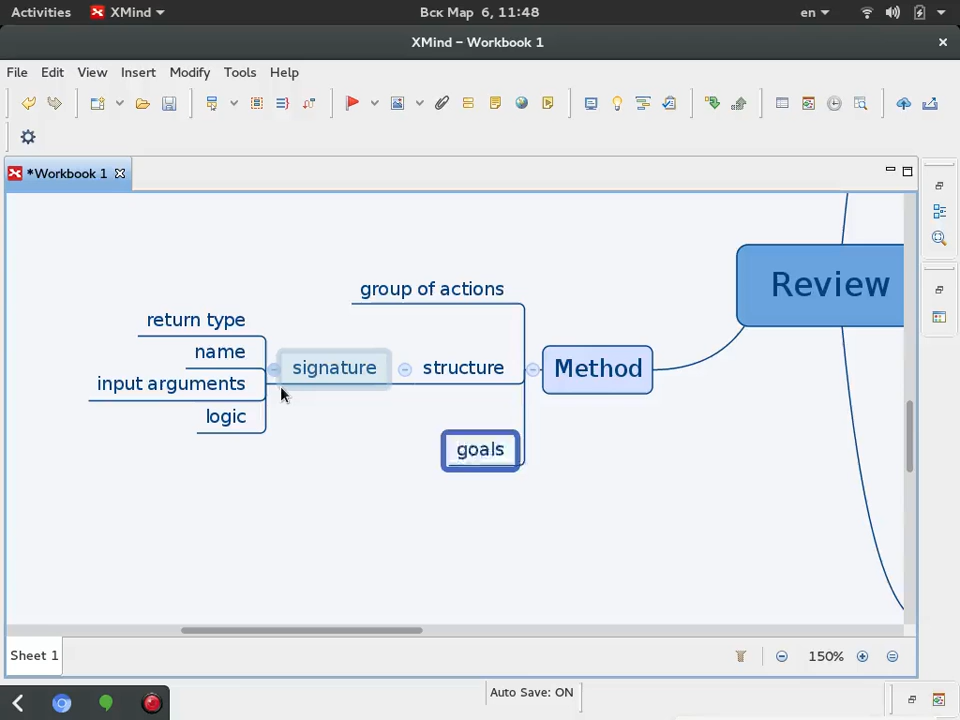 Activities XMind Вск Мар 6, 11:48 en
XMind – Workbook 1
File Edit View Insert Modify Tools Help
*Workbook 1
Review
group of actions
return type
name
signature structure Method
input arguments
logic
goals
Sheet 1 150%
Auto Save: ON